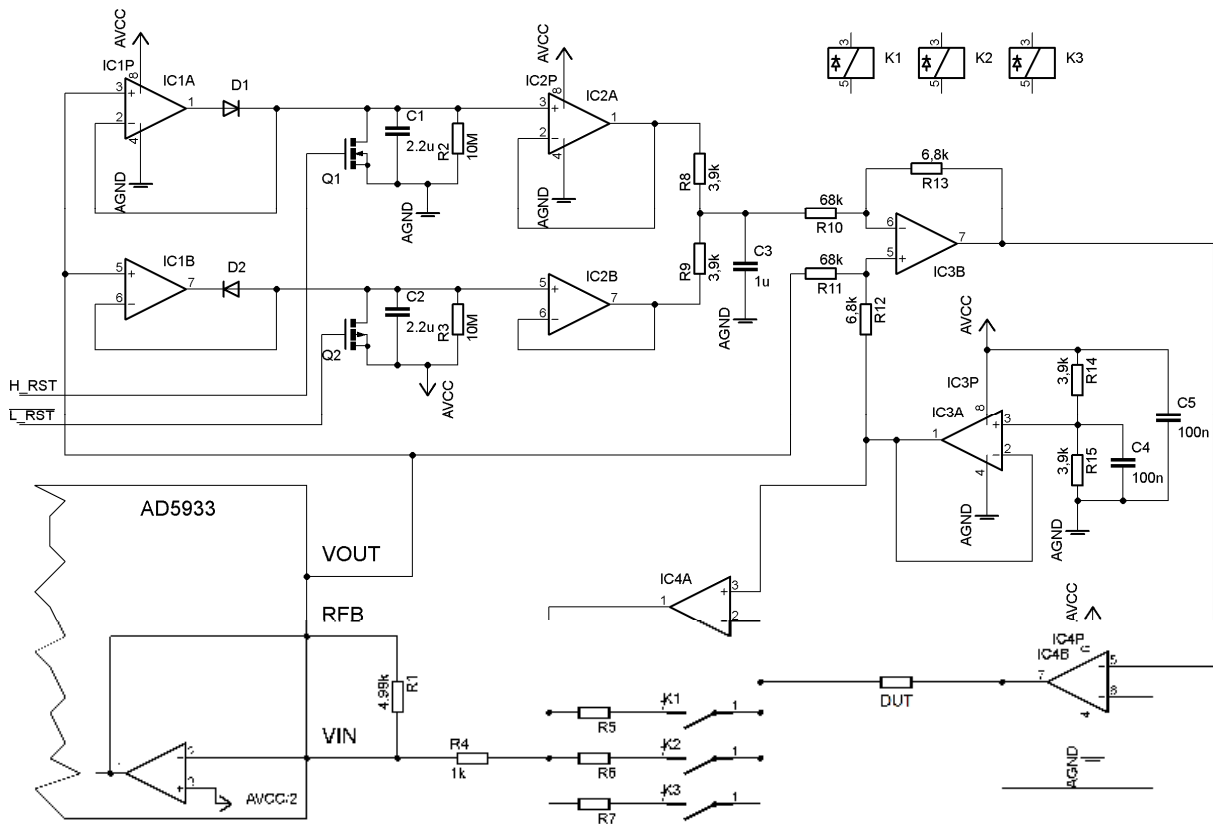 AVCC
IC1P
8
IC1A
3
+
1
D1
2
−
4
AGND
C1
2.2u
R2
10M
Q1
AGND
AVCC
IC2P
8
IC2A
3
+
1
2
−
4
AGND
R8
3,9k
3
5
K1
3
5
K2
3
5
K3
6,8k
R13
68k
R10
6
−
7
5
+
IC3B
68k
R11
6,8k
R12
R9
3,9k
C3
1u
AGND
5
+
IC1B
7
D2
6
−
C2
2.2u
R3
10M
Q2
AVCC
5
+
IC2B
7
6
−
H_RST
L_RST
AVCC
IC3P
8
IC3A
3
+
1
2
−
4
AGND
3,9k
R14
3,9k
R15
C4
100n
C5
100n
AGND
AD5933
VOUT
RFB
4.99k
R1
VIN
R4
1k
AVCC/2
IC4A
1
3
+
2
−
K1
1
R5
K2
1
R6
K3
1
R7
DUT
AVCC
IC4P
IC4B
7
5
6
4
AGND